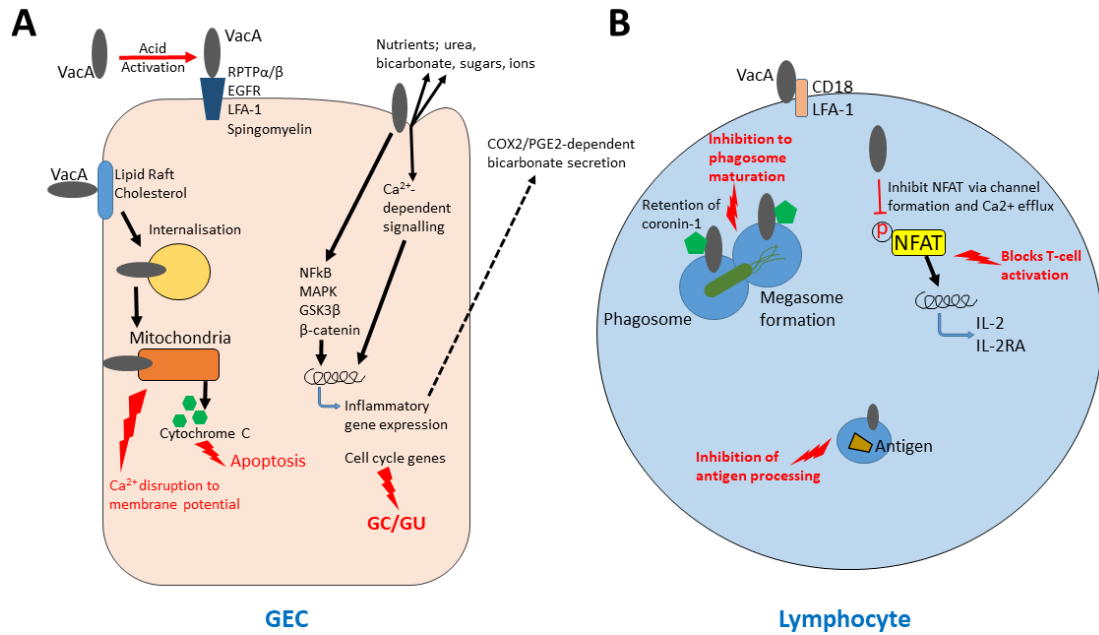 A
VacA
Acid
Activation
VacA
RPTPα/β
EGFR
LFA-1
Spingomyelin
Nutrients; urea,
bicarbonate, sugars, ions
COX2/PGE2-dependent
bicarbonate secretion
VacA
Lipid Raft
Cholesterol
Internalisation
Ca²⁺-
dependent
signalling
NFkB
MAPK
GSK3β
β-catenin
Mitochondria
Cytochrome C
Apoptosis
Ca²⁺ disruption to
membrane potential
Inflammatory
gene expression
Cell cycle genes
GC/GU
GEC
B
VacA
CD18
LFA-1
Inhibition to
phagosome
maturation
Retention of
coronin-1
Phagosome
Megasome
formation
Inhibit NFAT via channel
formation and Ca2+ efflux
p
NFAT
Blocks T-cell
activation
IL-2
IL-2RA
Inhibition of
antigen processing
Antigen
Lymphocyte